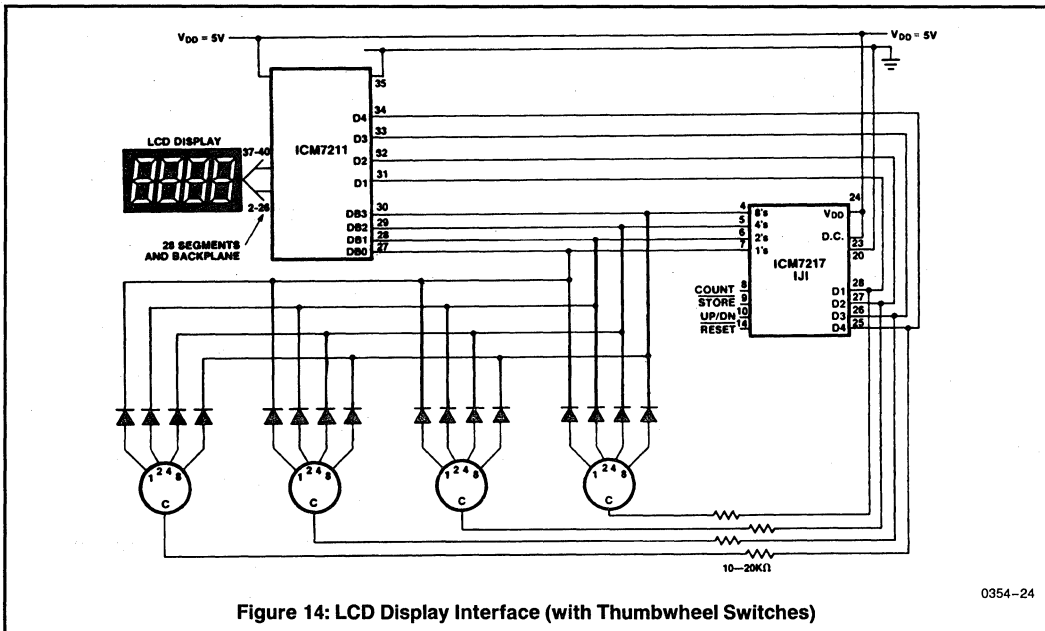 VDD = 5V
VDD = 5V
35
D4 34
D3 33
ICM7211
D2 32
D1 31
LCD DISPLAY
37-40
2-26
28 SEGMENTS
AND BACKPLANE
DB3 30
DB2 29
DB1 28
DB0 27
4 8's
5 4's
6 2's
7 1's
24
VDD
D.C.
23
20
ICM7217
IJI
COUNT 8
STORE 9
UP/DN 10
RESET 14
D1 28
D2 27
D3 26
D4 25
1 2 4 8
C
1 2 4 8
C
1 2 4 8
C
1 2 4 8
C
10—20KΩ
0354–24
Figure 14: LCD Display Interface (with Thumbwheel Switches)